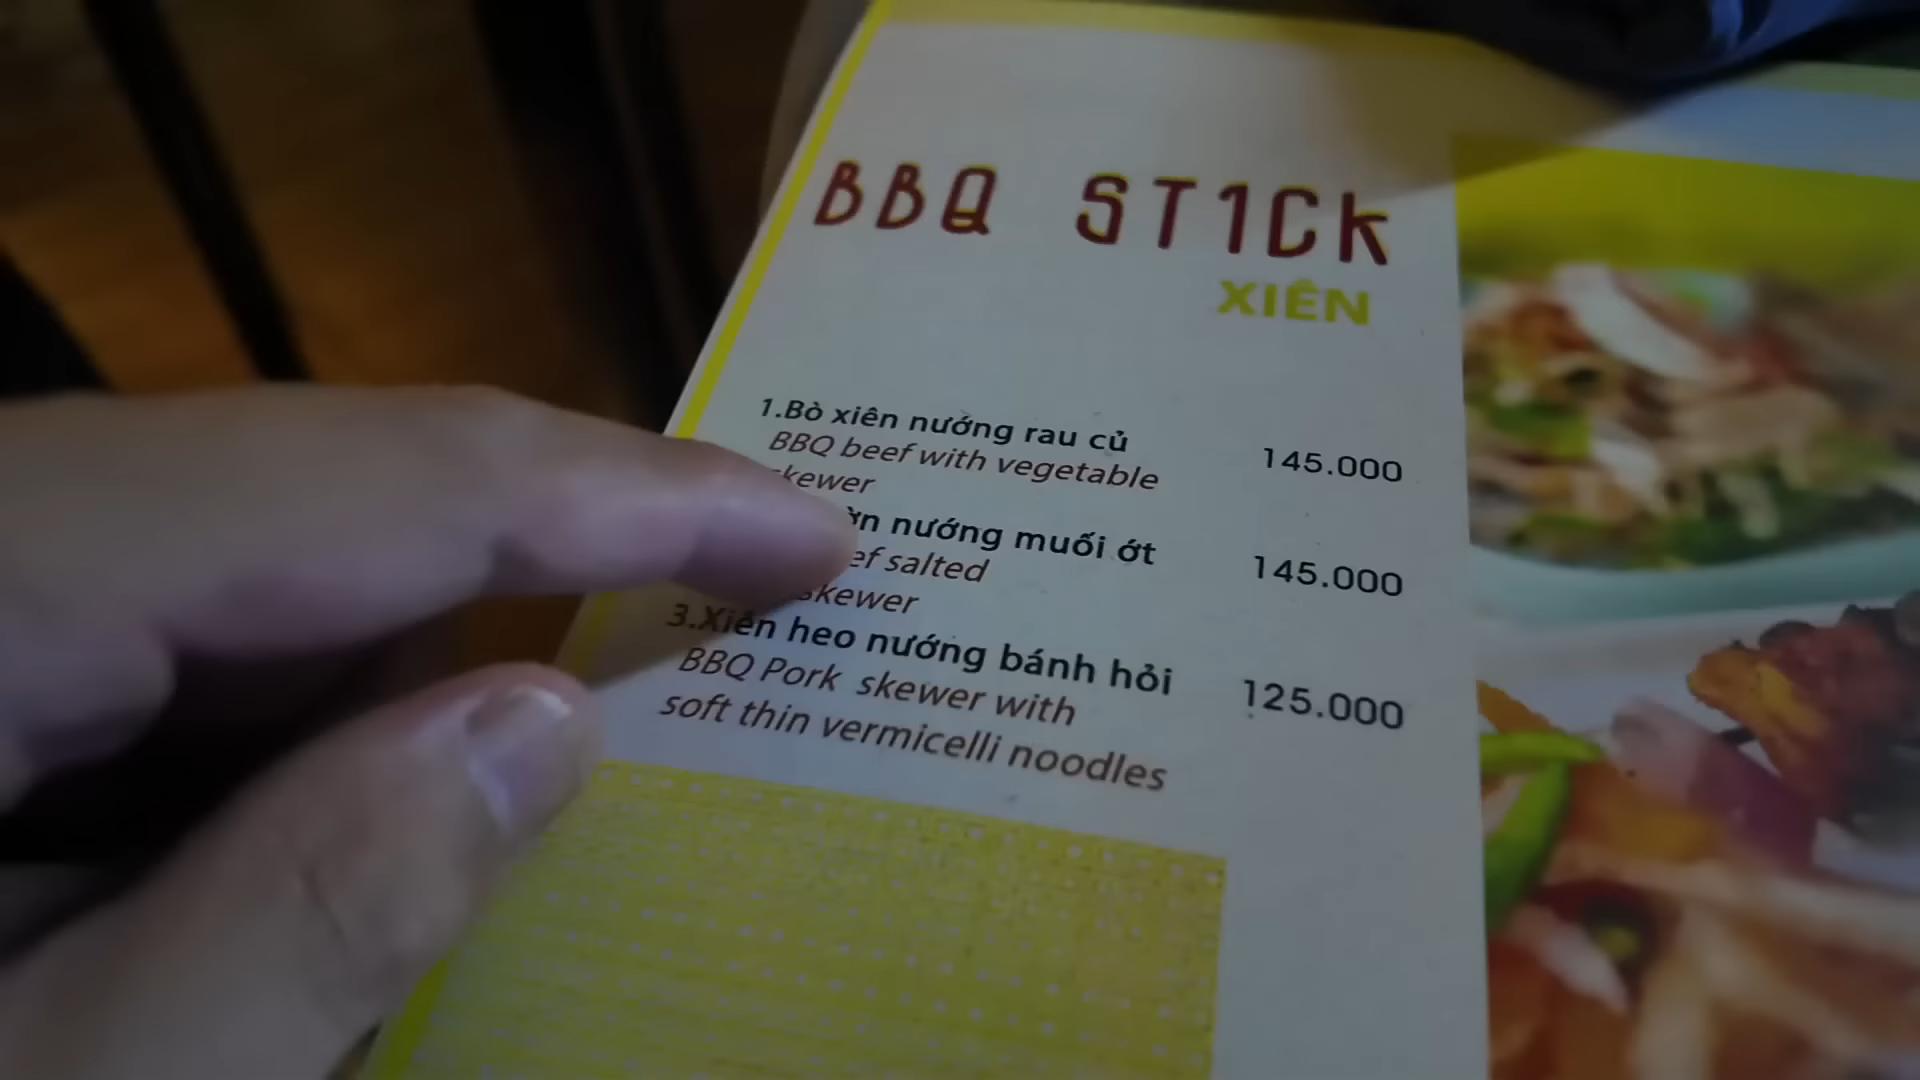 BBQ ST1CK
XIÊN
1.Bò xiên nướng rau củ 145.000
BBQ beef with vegetable
skewer
nướng muối ớt 145.000
salted
skewer
3.Xiên heo nướng bánh hỏi 125.000
BBQ Pork skewer with
soft thin vermicelli noodles